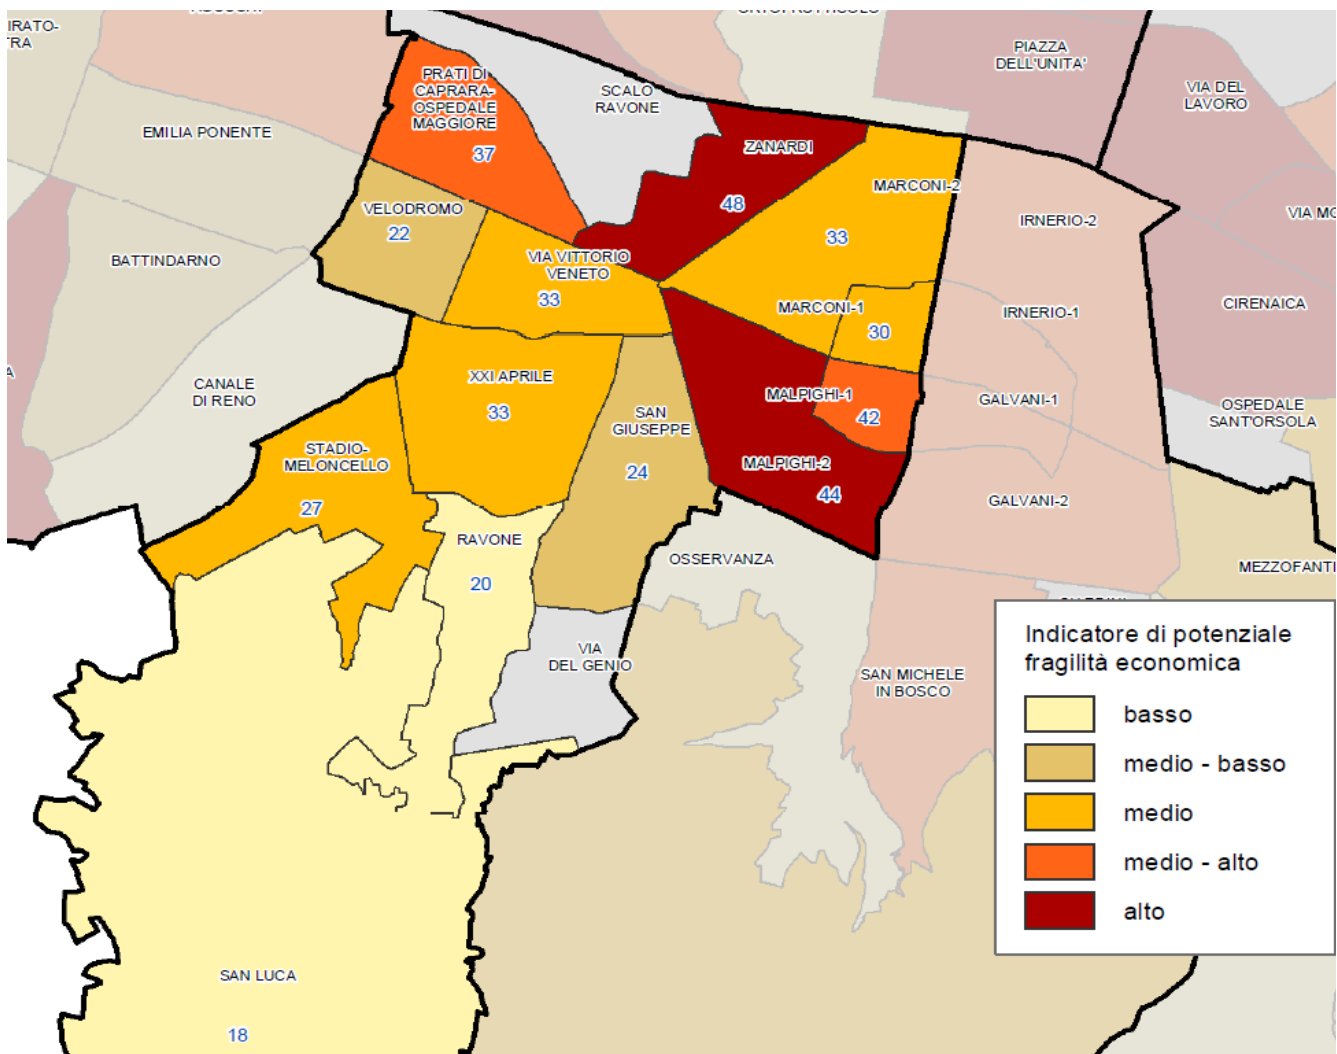 IRATO-
TRA
PIAZZA
DELL'UNITA'
VIA DEL
LAVORO
PRATI DI
CAPRARA-
OSPEDALE
MAGGIORE
37
SCALO
RAVONE
EMILIA PONENTE
ZANARDI
48
MARCONI-2
33
VELODROMO
22
IRNERIO-2
VIA MO
BATTINDARNO
VIA VITTORIO
VENETO
33
MARCONI-1
30
IRNERIO-1
CIRENAICA
A
CANALE
DI RENO
XXI APRILE
33
SAN
GIUSEPPE
24
MALPIGHI-1
42
GALVANI-1
OSPEDALE
SANT'ORSOLA
STADIO-
MELONCELLO
27
MALPIGHI-2
44
GALVANI-2
RAVONE
20
OSSERVANZA
MEZZOFANTI
VIA
DEL GENIO
SAN MICHELE
IN BOSCO
Indicatore di potenziale
fragilità economica
basso
medio - basso
medio
medio - alto
alto
SAN LUCA
18